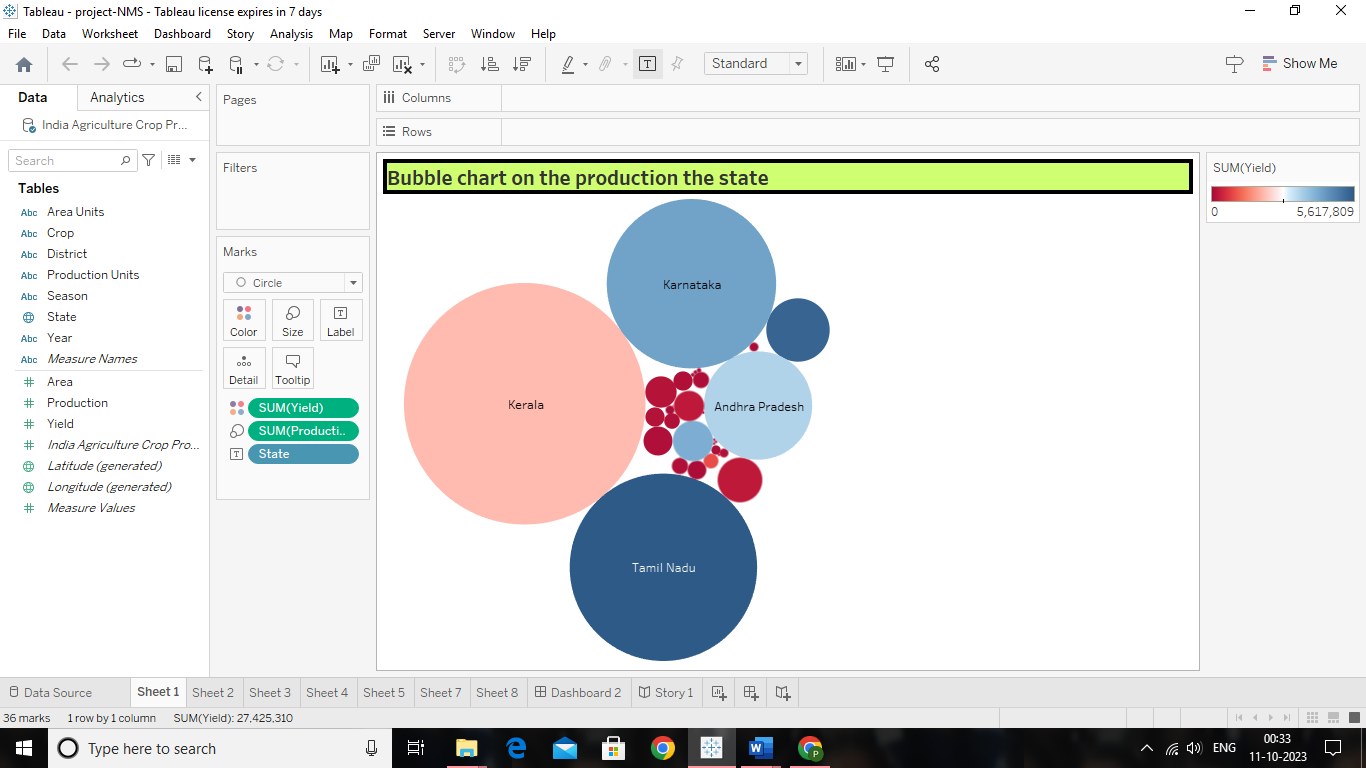 Tableau - project-NMS - Tableau license expires in 7 days
File Data Worksheet Dashboard Story Analysis Map Format Server Window Help
Standard
Show Me
Data Analytics
India Agriculture Crop Pr...
Search
Tables
Abc Area Units
Abc Crop
Abc District
Abc Production Units
Abc Season
State
Abc Year
Abc Measure Names
# Area
# Production
# Yield
# India Agriculture Crop Pro...
Latitude (generated)
Longitude (generated)
# Measure Values
Pages
Filters
Marks
Circle
Color Size T Label
Detail Tooltip
SUM(Yield)
SUM(Producti..
T State
Columns
Rows
Bubble chart on the production the state
Karnataka
Kerala
Andhra Pradesh
Tamil Nadu
SUM(Yield)
0 5,617,809
Data Source Sheet 1 Sheet 2 Sheet 3 Sheet 4 Sheet 5 Sheet 7 Sheet 8 Dashboard 2 Story 1
36 marks 1 row by 1 column SUM(Yield): 27,425,310
Type here to search
ENG
00:33
11-10-2023